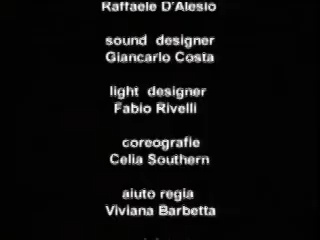 Raffaele D'Alesio
sound designer
Giancarlo Costa
light designer
Fabio Rivelli
coreografie
Celia Southern
aiuto regia
Viviana Barbetta